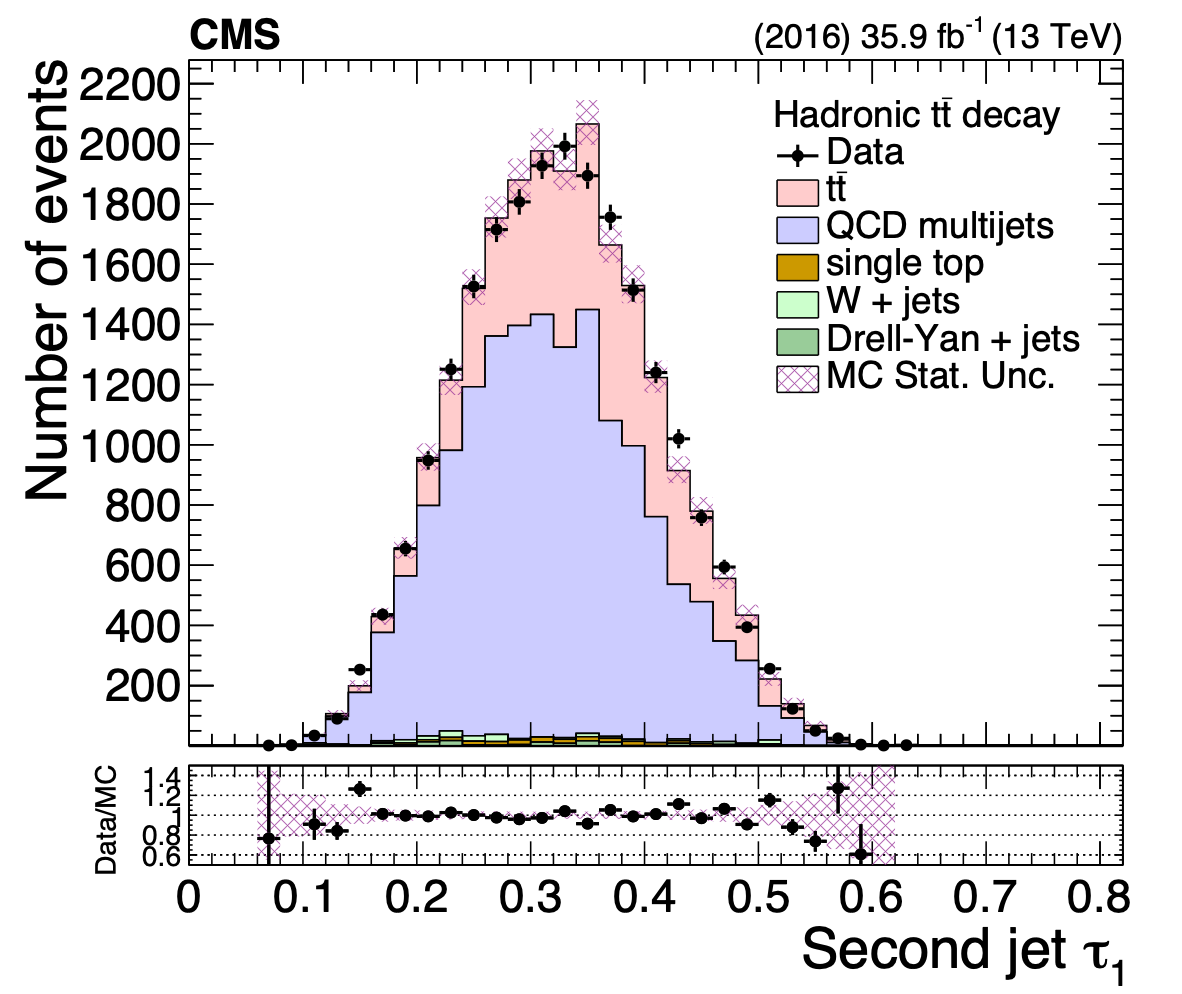 CMS
(2016) 35.9 fb⁻¹ (13 TeV)
Number of events
2200
2000
1800
1600
1400
1200
1000
800
600
400
200
Hadronic tt̄ decay
Data
tt̄
QCD multijets
single top
W + jets
Drell-Yan + jets
MC Stat. Unc.
Data/MC
1.4
1.2
1
0.8
0.6
0 0.1 0.2 0.3 0.4 0.5 0.6 0.7 0.8
Second jet τ₁